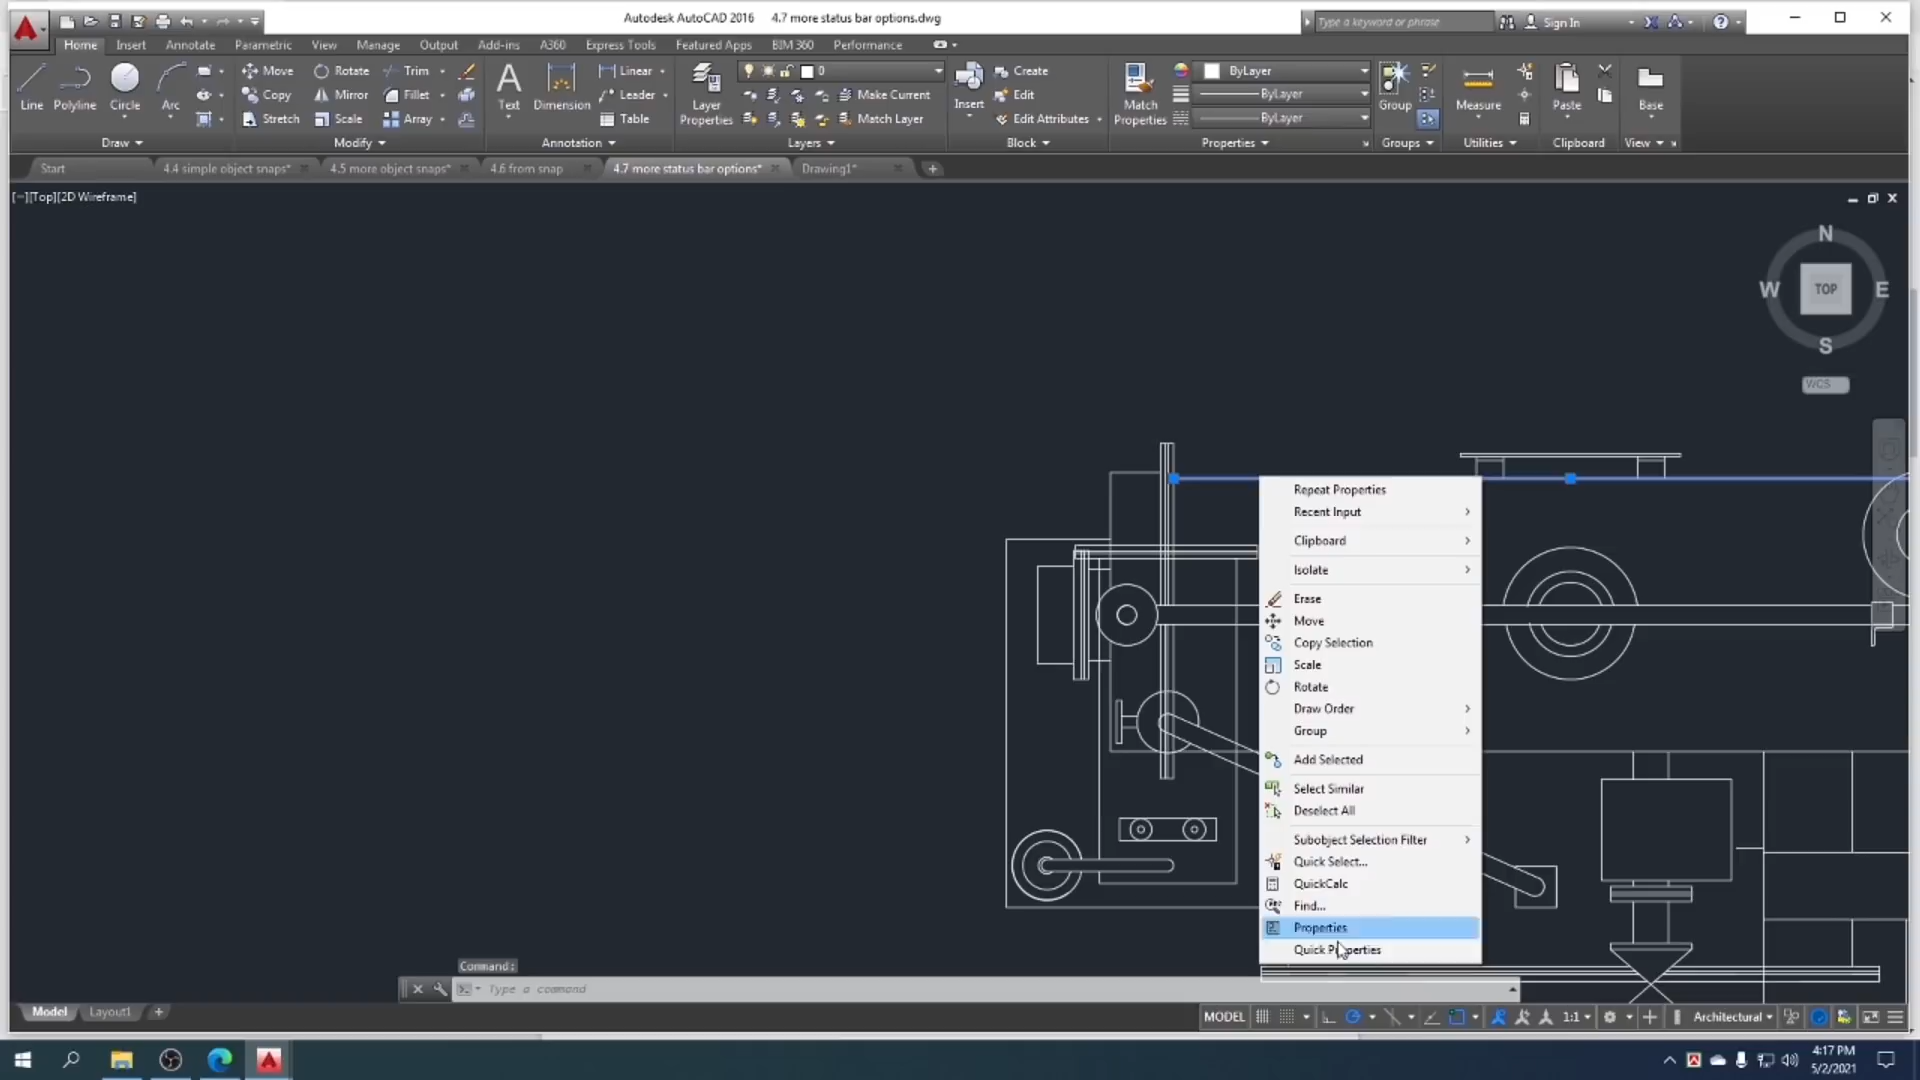 Autodesk AutoCAD 2016 4.7 more status bar options.dwg
Type a keyword or phrase
Sign In
Home Insert Annotate Parametric View Manage Output Add-ins A360 Express Tools Featured Apps BIM 360 Performance
Line Polyline Circle Arc
Move Rotate Trim
Copy Mirror Fillet
Stretch Scale Array
Text Dimension
Linear
Leader
Table
Layer Properties
0
Make Current
Match Layer
Insert
Create
Edit
Edit Attributes
Match Properties
ByLayer
ByLayer
ByLayer
Group
Measure
Paste
Base
Draw Modify Annotation Layers Block Properties Groups Utilities Clipboard View
Start 4.4 simple object snaps* 4.5 more object snaps* 4.6 from snap 4.7 more status bar options* Drawing1*
[−][Top][2D Wireframe]
N
W TOP E
S
WCS
Repeat Properties
Recent Input
Clipboard
Isolate
Erase
Move
Copy Selection
Scale
Rotate
Draw Order
Group
Add Selected
Select Similar
Deselect All
Subobject Selection Filter
Quick Select...
QuickCalc
Find...
Properties
Quick Properties
Command:
Type a command
Model Layout1 +
MODEL 1:1 Architectural
4:17 PM
5/2/2021